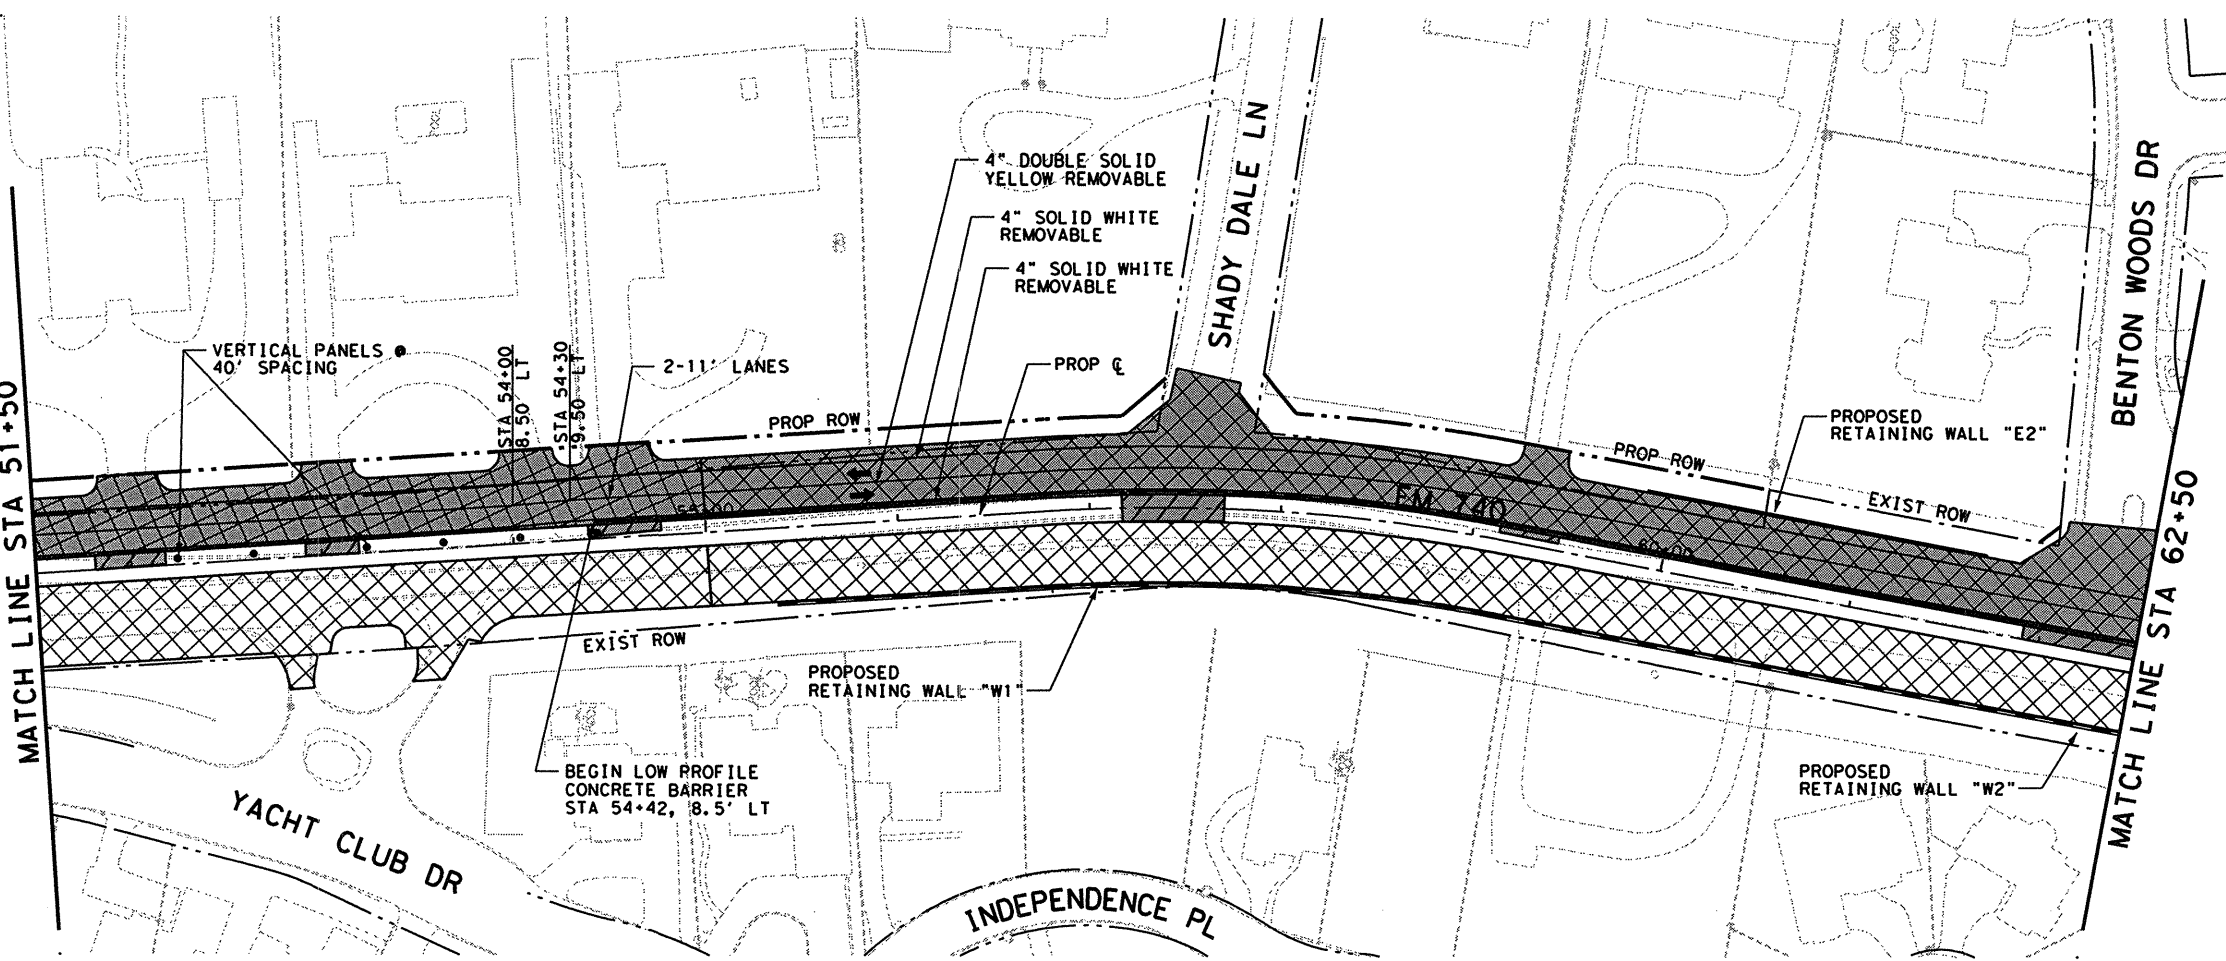 4" DOUBLE SOLID
YELLOW REMOVABLE
4" SOLID WHITE
REMOVABLE
4" SOLID WHITE
REMOVABLE
SHADY DALE LN
BENTON WOODS DR
VERTICAL PANELS @
40' SPACING
STA 54+00
8.50 LT
STA 54+30
9.50 LT
2-11' LANES
PROP ℄
PROP ROW
PROPOSED
RETAINING WALL "E2"
PROP ROW
EXIST ROW
FM 740
60+00
MATCH LINE STA 51+50
MATCH LINE STA 62+50
EXIST ROW
PROPOSED
RETAINING WALL "W1"
BEGIN LOW PROFILE
CONCRETE BARRIER
STA 54+42, 8.5' LT
PROPOSED
RETAINING WALL "W2"
YACHT CLUB DR
INDEPENDENCE PL